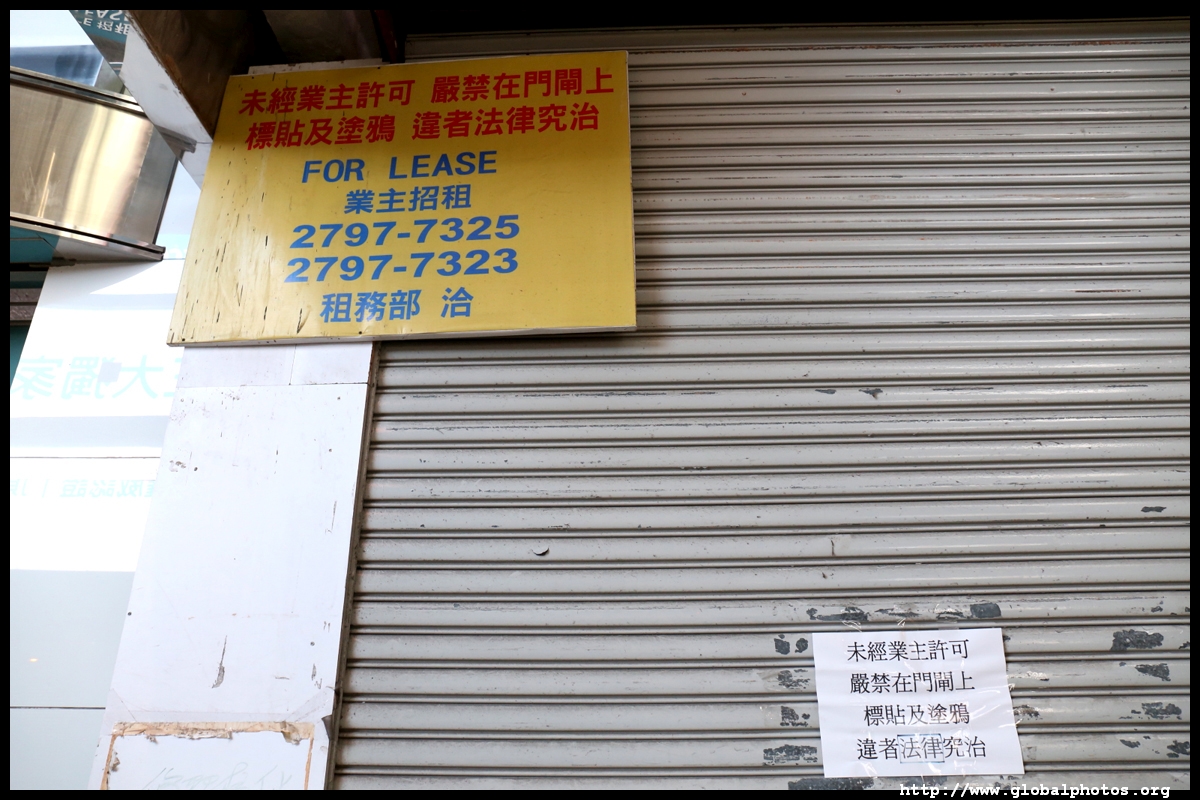 未經業主許可 嚴禁在門閘上
標貼及塗鴉 違者法律究治
FOR LEASE
業主招租
2797-7325
2797-7323
租務部 洽
大獨家
未經業主許可
嚴禁在門閘上
標貼及塗鴉
違者法律究治
http://www.globalphotos.org